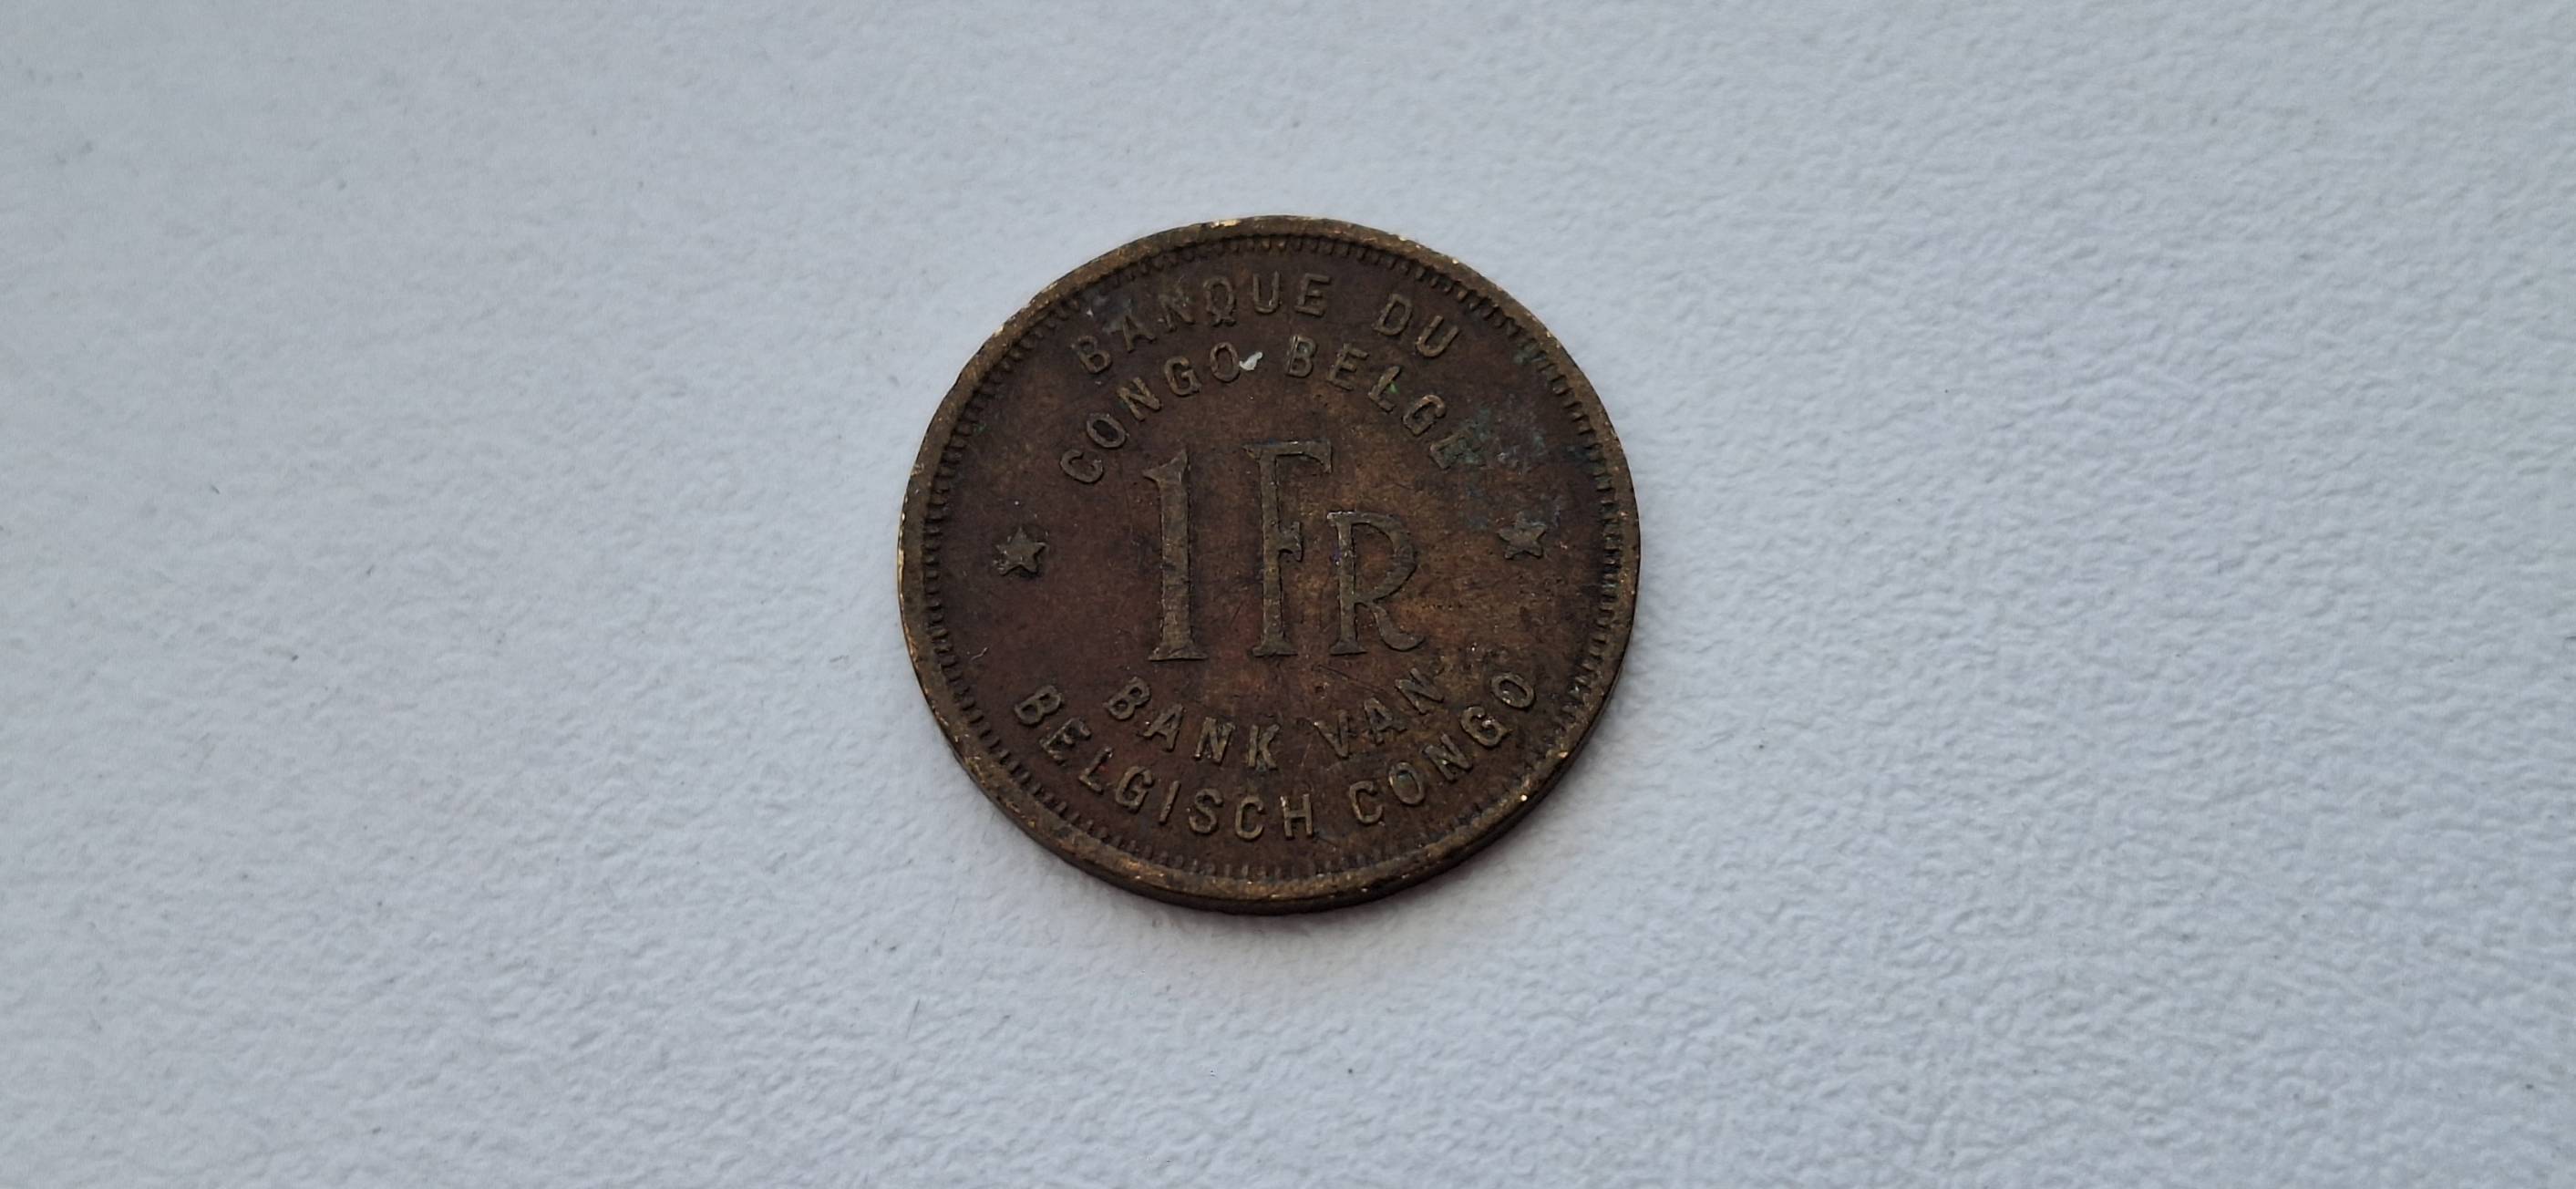 BANQUE DU
CONGO BELGE
1 FR
BANK VAN
BELGISCH CONGO